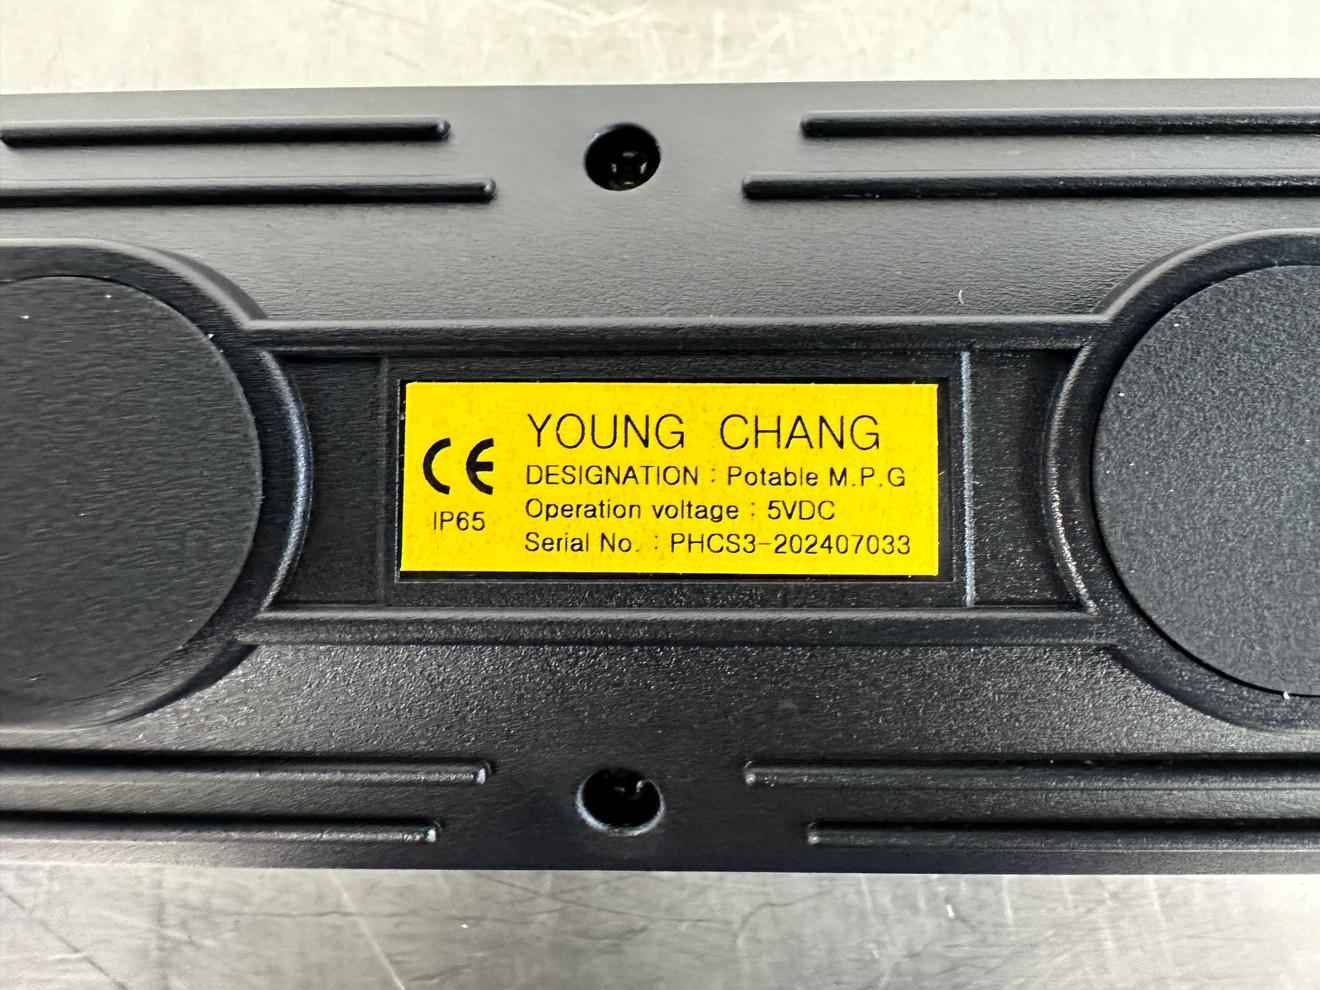 YOUNG CHANG
CE
DESIGNATION : Potable M.P.G
IP65
Operation voltage : 5VDC
Serial No. : PHCS3-202407033